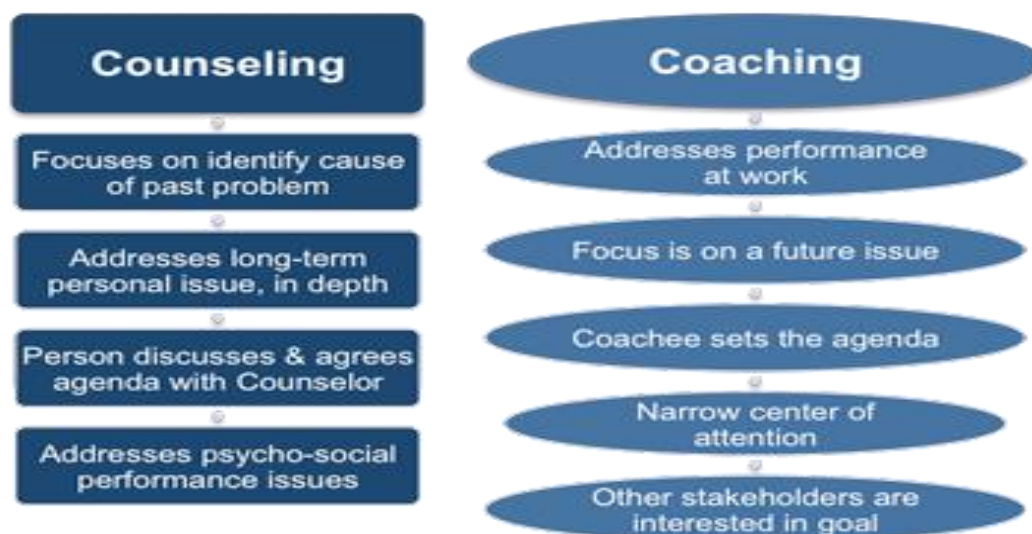 Counseling
Focuses on identify cause
of past problem
Addresses long-term
personal issue, in depth
Person discusses & agrees
agenda with Counselor
Addresses psycho-social
performance issues
Coaching
Addresses performance
at work
Focus is on a future issue
Coachee sets the agenda
Narrow center of
attention
Other stakeholders are
interested in goal